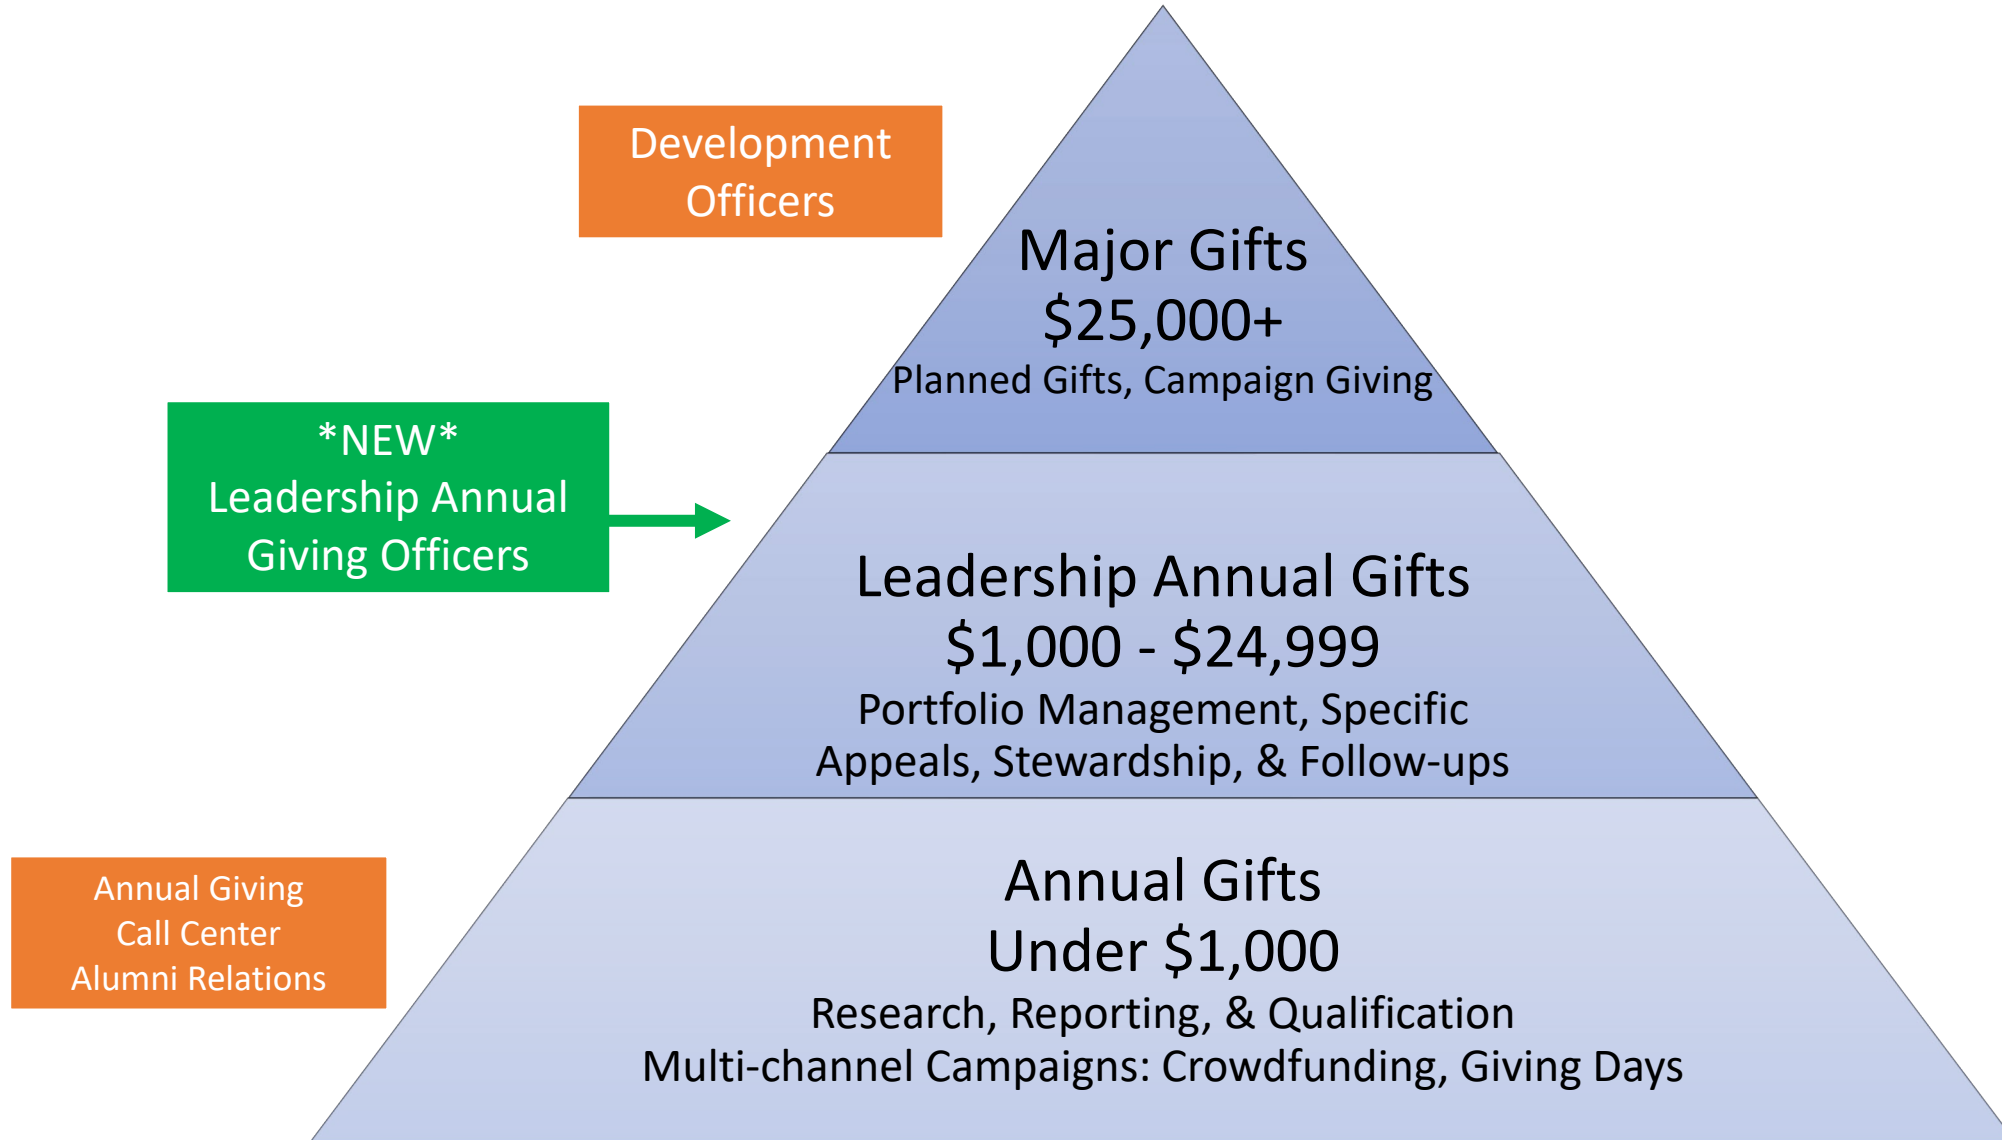 Development
Officers
Major Gifts
$25,000+
Planned Gifts, Campaign Giving
*NEW*
Leadership Annual
Giving Officers
Leadership Annual Gifts
$1,000 - $24,999
Portfolio Management, Specific
Appeals, Stewardship, & Follow-ups
Annual Giving
Call Center
Alumni Relations
Annual Gifts
Under $1,000
Research, Reporting, & Qualification
Multi-channel Campaigns: Crowdfunding, Giving Days